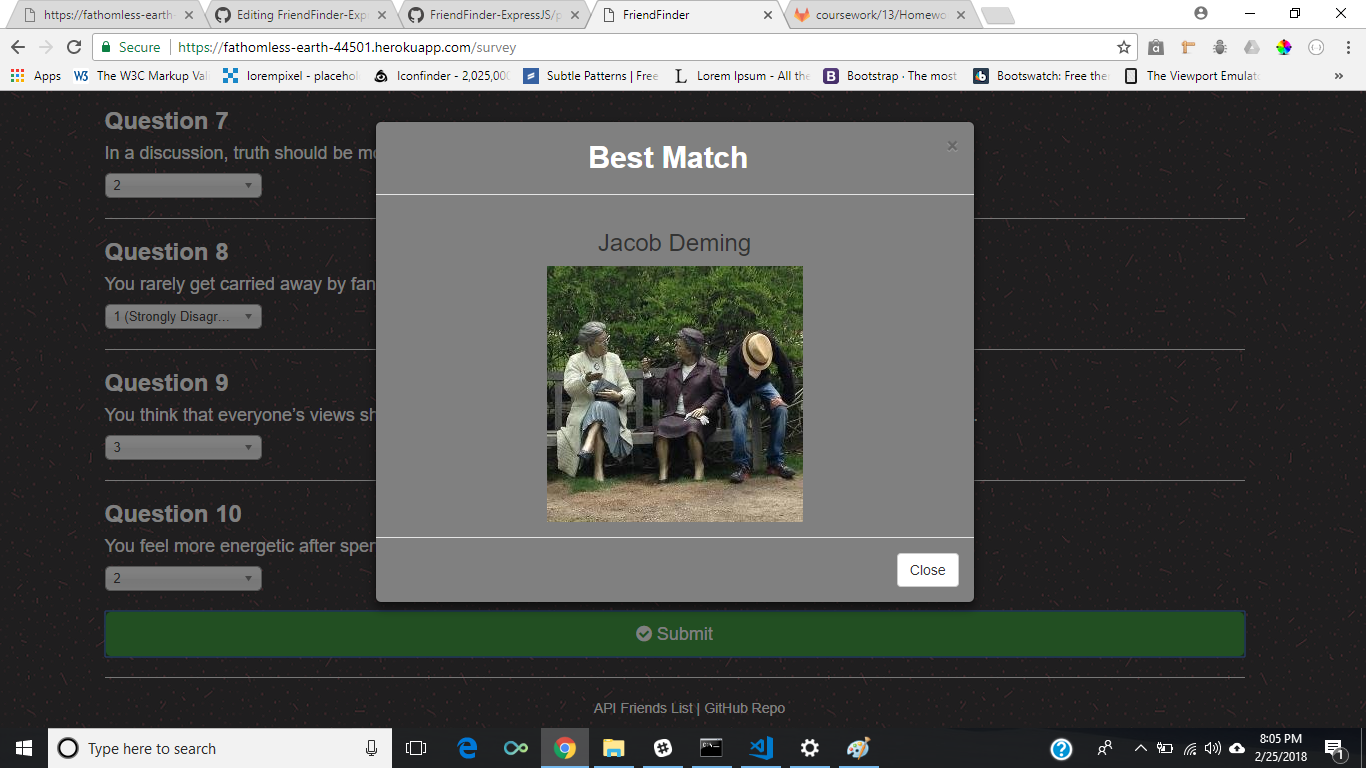 https://fathomless-earth-
Editing FriendFinder-Exp
FriendFinder-ExpressJS/p
FriendFinder
coursework/13/Homewo
Secure https://fathomless-earth-44501.herokuapp.com/survey
Apps The W3C Markup Val lorempixel - placehol Iconfinder - 2,025,000 Subtle Patterns | Free Lorem Ipsum - All the Bootstrap · The most Bootswatch: Free the The Viewport Emulat »
Question 7
In a discussion, truth should be mo
2
Question 8
You rarely get carried away by fan
1 (Strongly Disagr...
Question 9
You think that everyone's views sh
3
Question 10
You feel more energetic after sper
2
Best Match ×
Jacob Deming
Close
Submit
API Friends List | GitHub Repo
Type here to search
8:05 PM
2/25/2018
1